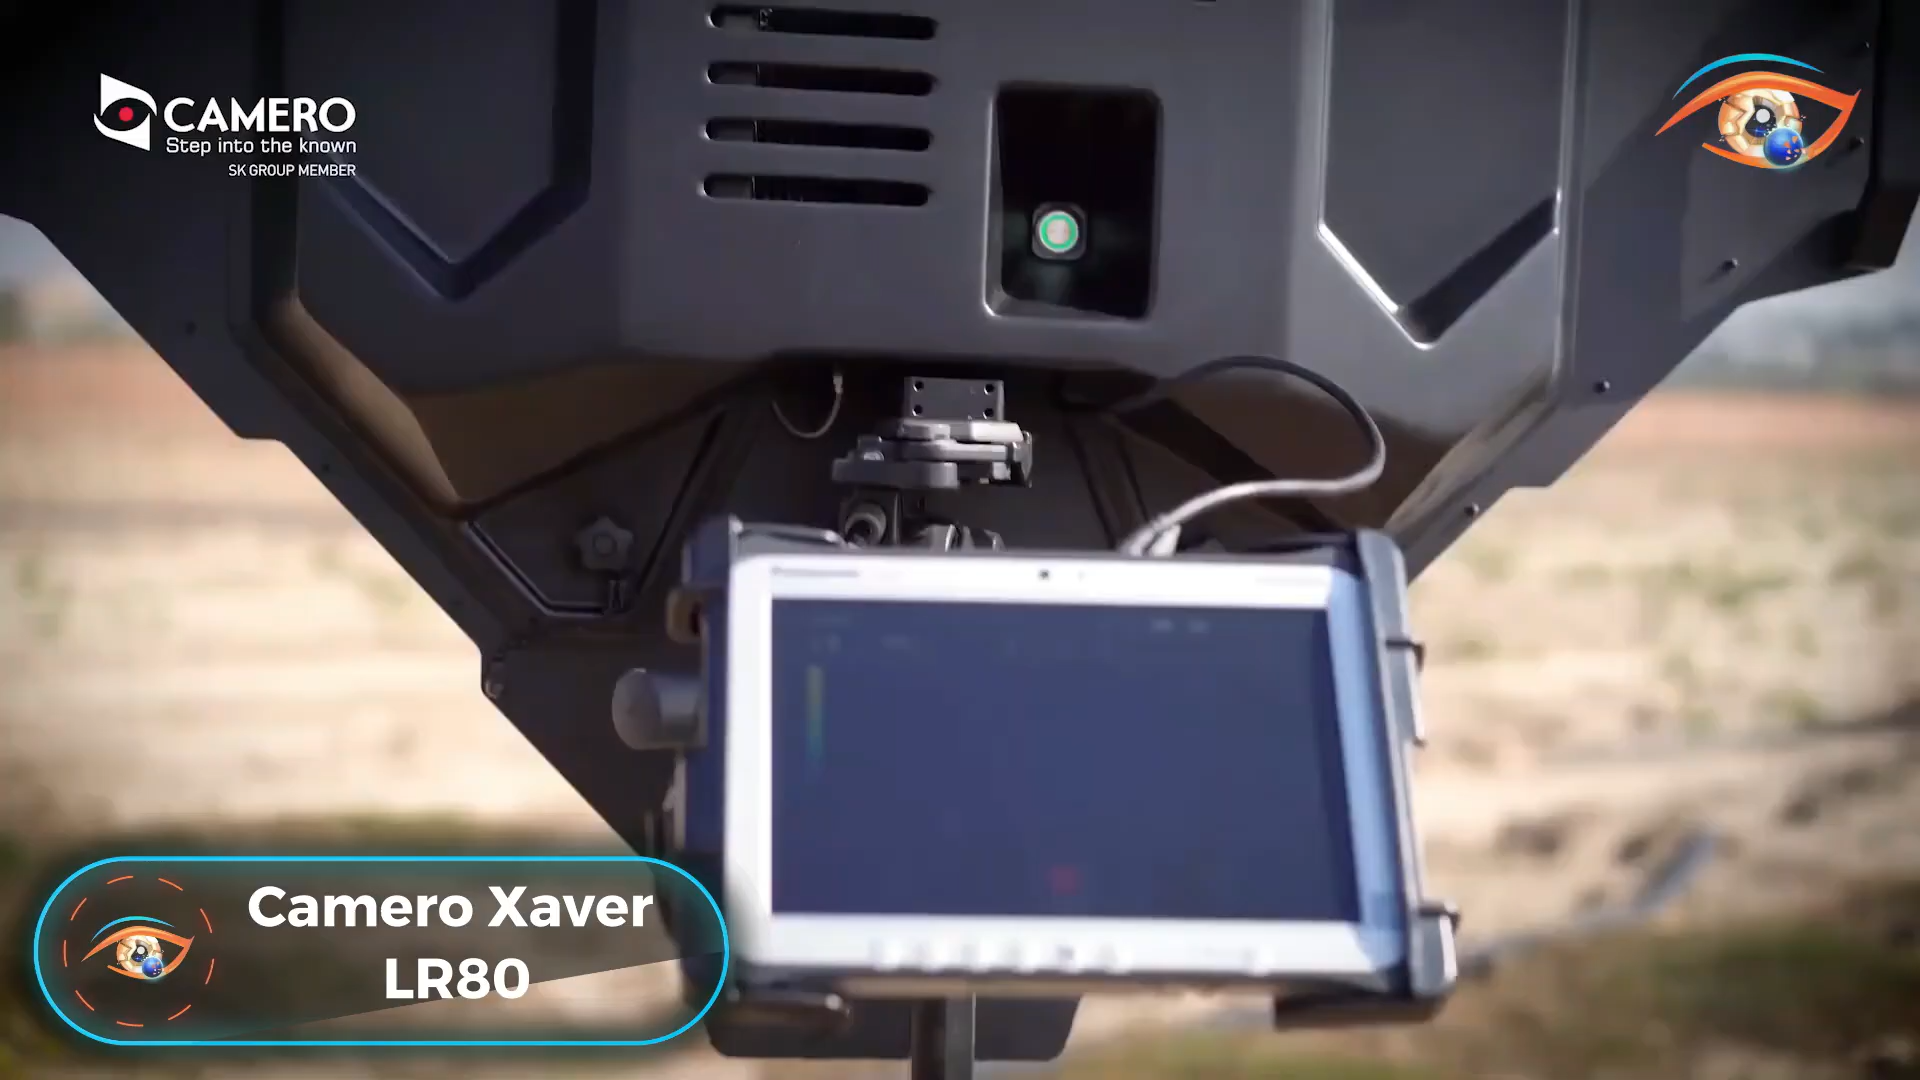 CAMERO
Step into the known
SK GROUP MEMBER
Camero Xaver
LR80